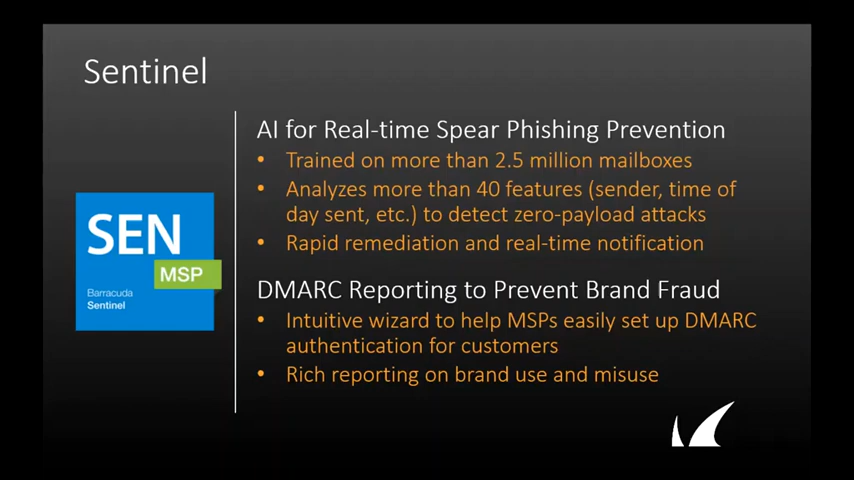 Sentinel
AI for Real-time Spear Phishing Prevention
• Trained on more than 2.5 million mailboxes
• Analyzes more than 40 features (sender, time of
day sent, etc.) to detect zero-payload attacks
• Rapid remediation and real-time notification
SEN
MSP
Barracuda
Sentinel
DMARC Reporting to Prevent Brand Fraud
• Intuitive wizard to help MSPs easily set up DMARC
authentication for customers
• Rich reporting on brand use and misuse